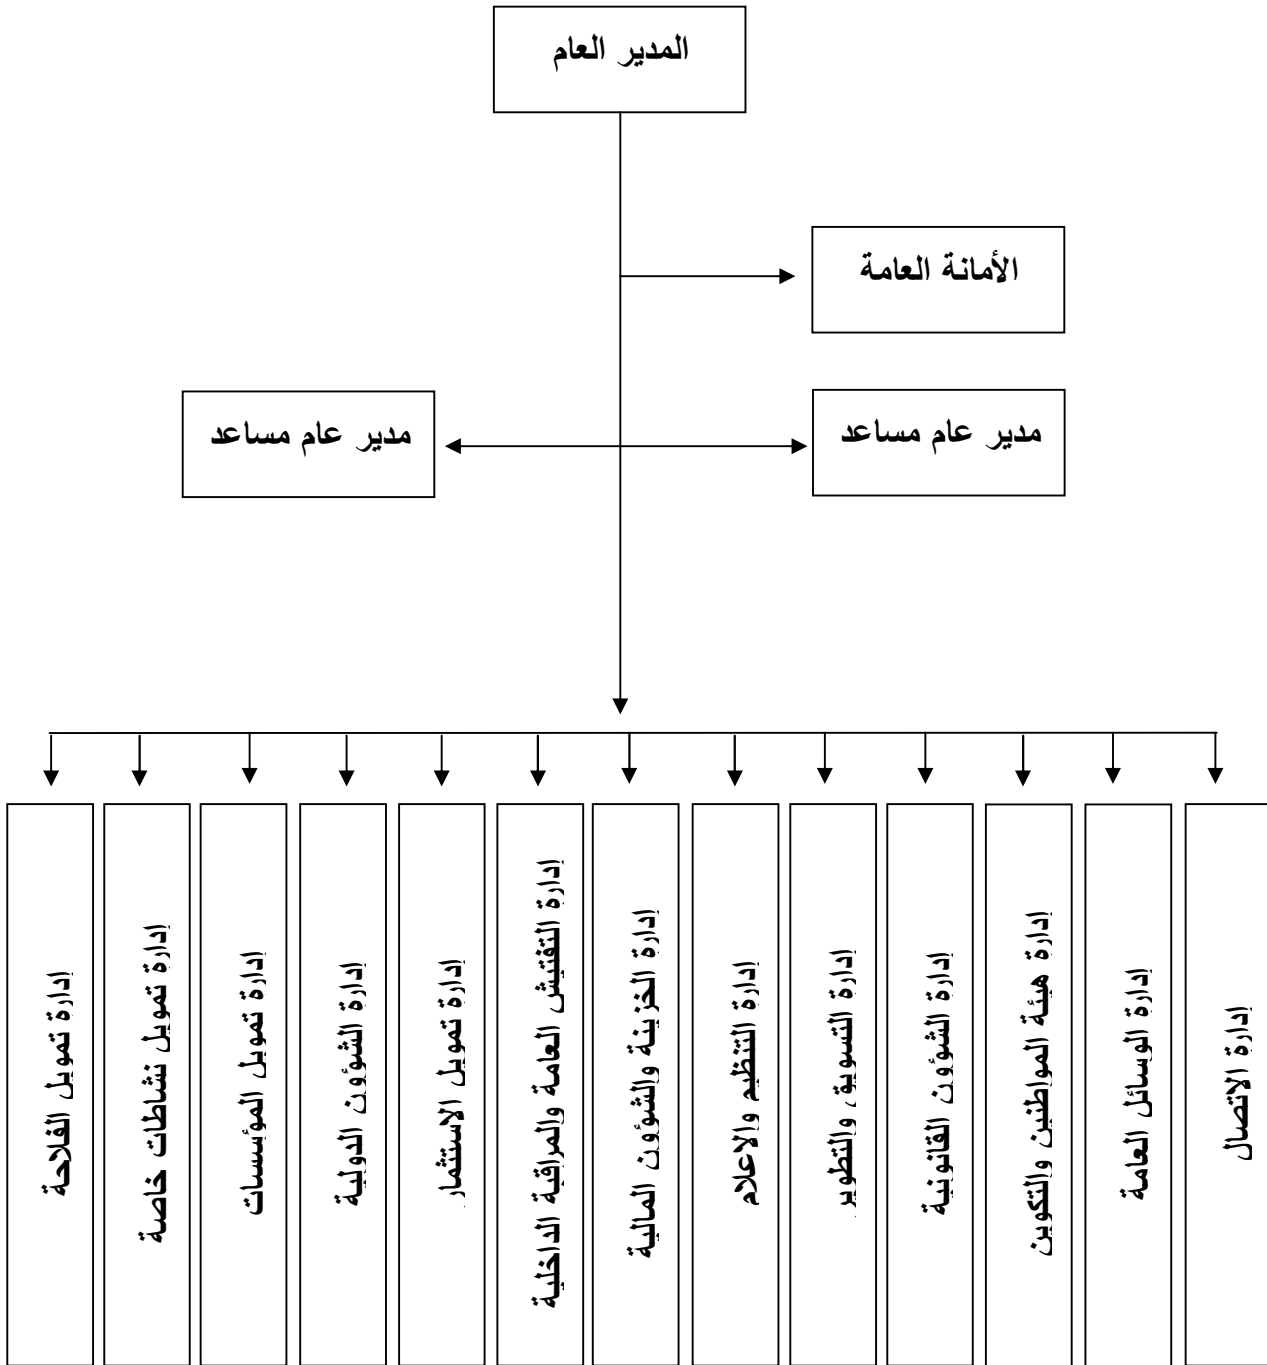 المدير العام
الأمانة العامة
مدير عام مساعد
مدير عام مساعد
إدارة الاتصال
إدارة الوسائل العامة
إدارة هيئة المواطنين والتكوين
إدارة الشؤون القانونية
إدارة التسويق والتطوير
إدارة التنظيم والاعلام
إدارة الخزينة والشؤون المالية
إدارة التفتيش العامة والمراقبة الداخلية
إدارة تمويل الاستثمار
إدارة الشؤون الدولية
إدارة تمويل المؤسسات
إدارة تمويل نشاطات خاصة
إدارة تمويل الفلاحة